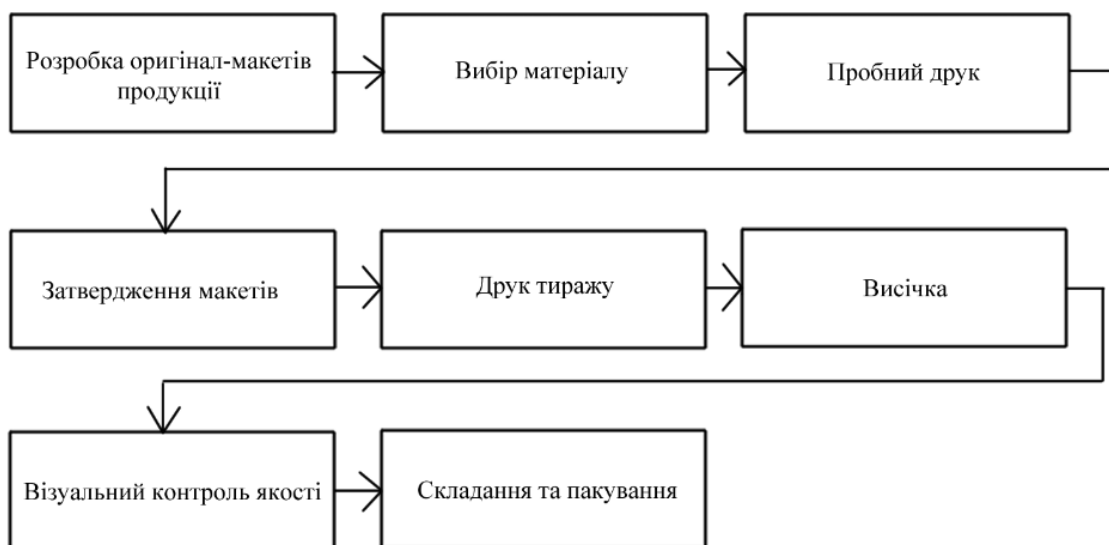 Розробка оригінал-макетів
продукції
Вибір матеріалу
Пробний друк
Затвердження макетів
Друк тиражу
Висічка
Візуальний контроль якості
Складання та пакування